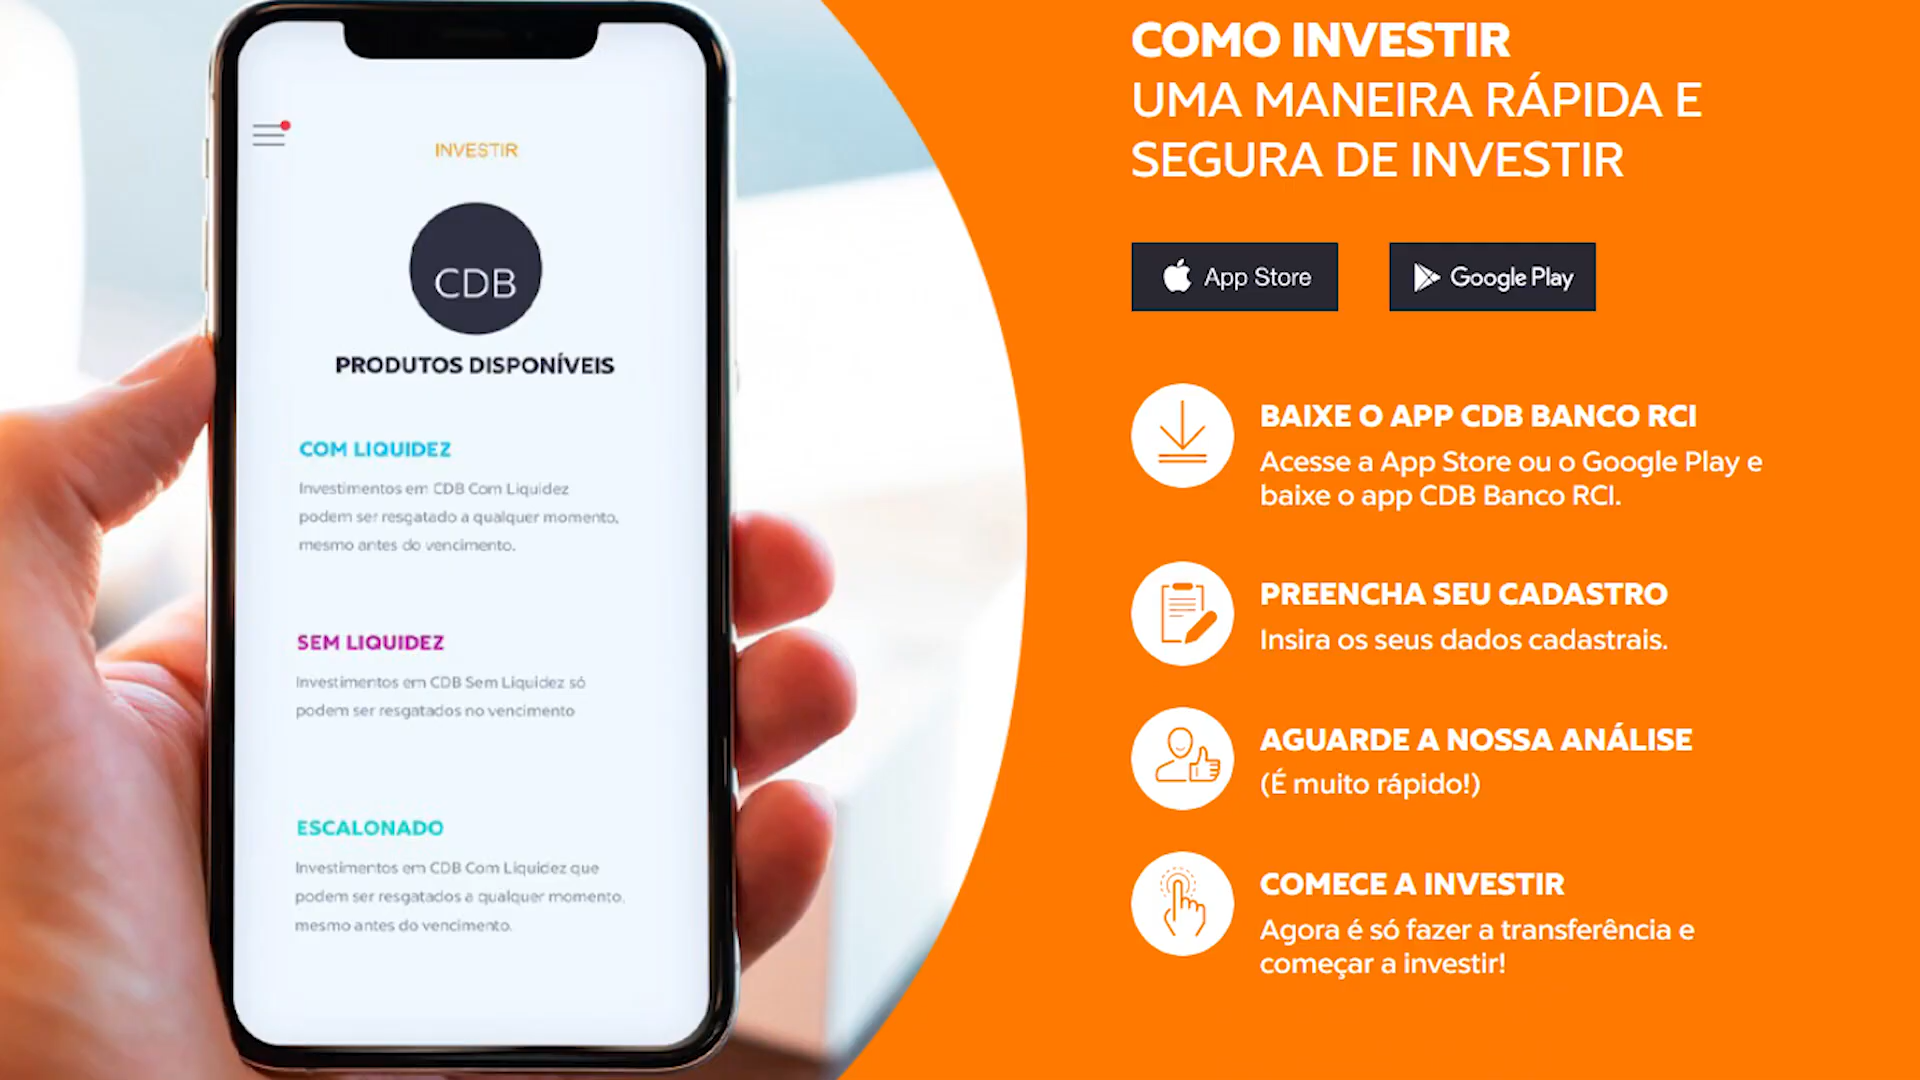 INVESTIR
CDB
PRODUTOS DISPONÍVEIS
COM LIQUIDEZ
Investimentos em CDB Com Liquidez
podem ser resgatado a qualquer momento,
mesmo antes do vencimento.
SEM LIQUIDEZ
Investimentos em CDB Sem Liquidez só
podem ser resgatados no vencimento
ESCALONADO
Investimentos em CDB Com Liquidez que
podem ser resgatados a qualquer momento,
mesmo antes do vencimento.
COMO INVESTIR
UMA MANEIRA RÁPIDA E
SEGURA DE INVESTIR
App Store
Google Play
BAIXE O APP CDB BANCO RCI
Acesse a App Store ou o Google Play e
baixe o app CDB Banco RCI.
PREENCHA SEU CADASTRO
Insira os seus dados cadastrais.
AGUARDE A NOSSA ANÁLISE
(É muito rápido!)
COMECE A INVESTIR
Agora é só fazer a transferência e
começar a investir!